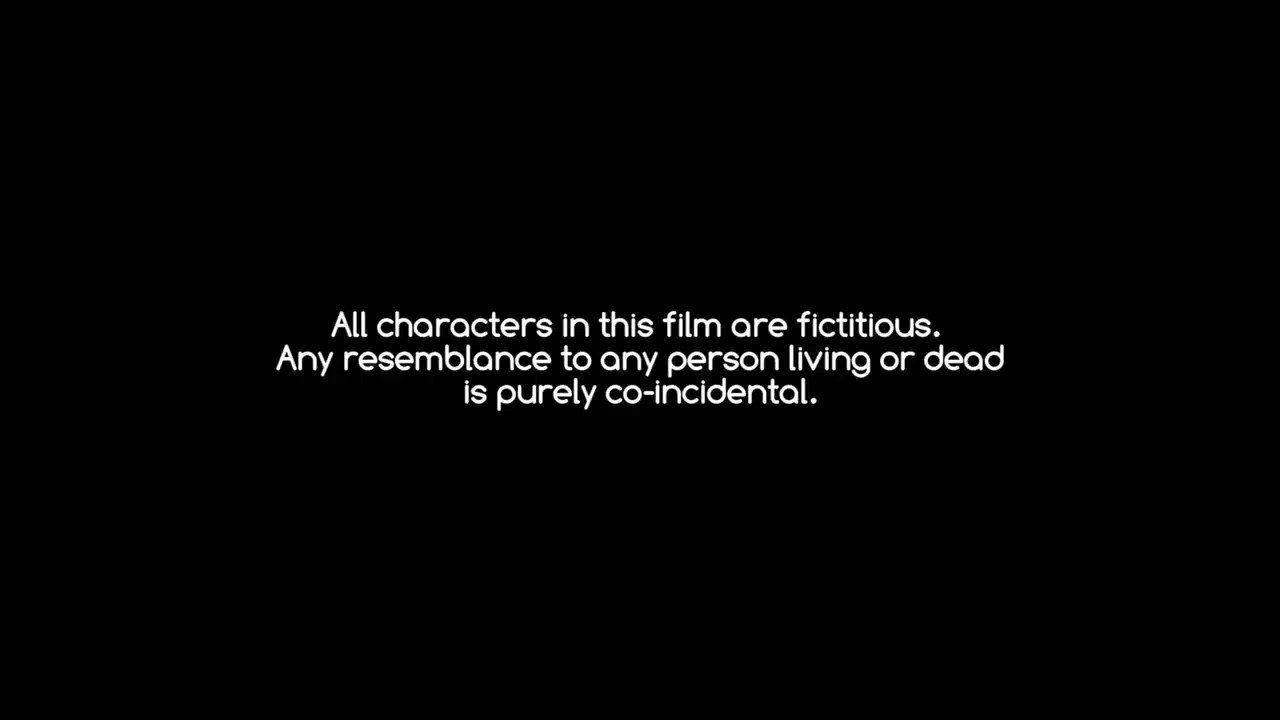 All characters in this film are fictitious.
Any resemblance to any person living or dead
is purely co-incidental.